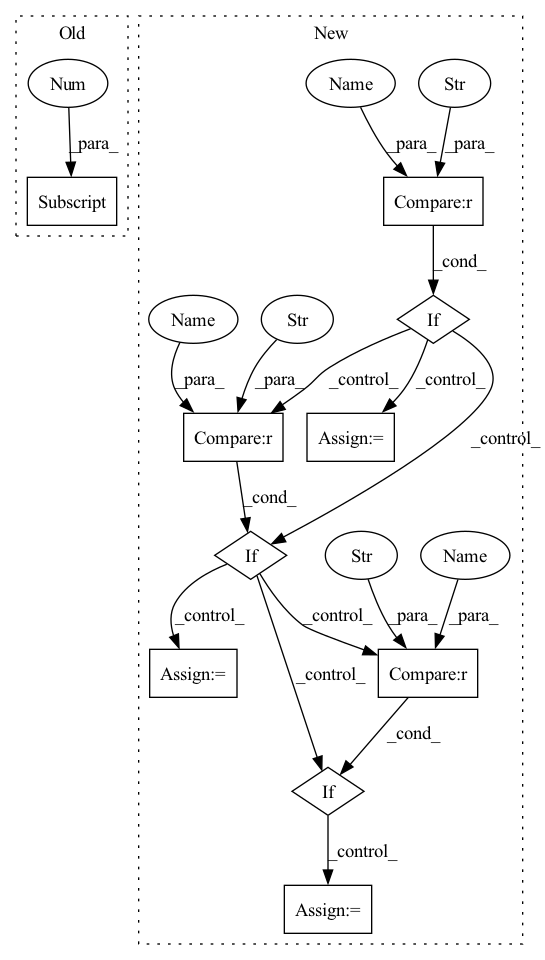 Old
New
Num
Name
Str
_para_
_para_
_para_
Subscript
Compare:r
_cond_
Name
Str
If
_para_
_para_
_control_
_control_
Compare:r
Assign:=
_control_
_cond_
If
Str
Name
_control_
_control_
_para_
_para_
Assign:=
_control_
Compare:r
_cond_
If
_control_
Assign:=